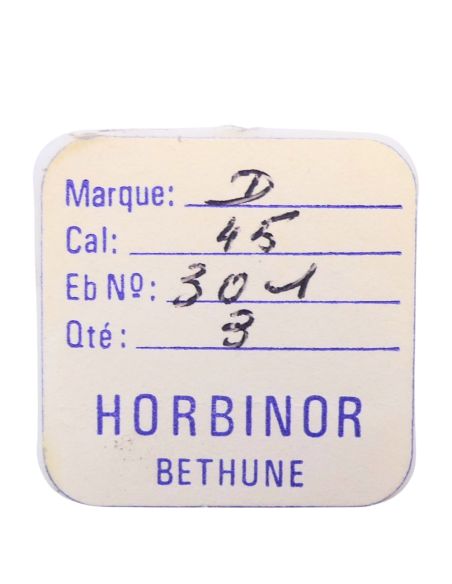 Marque: D
Cal: 45
Eb Nº: 301
Qté: 3
HORBINOR
BETHUNE